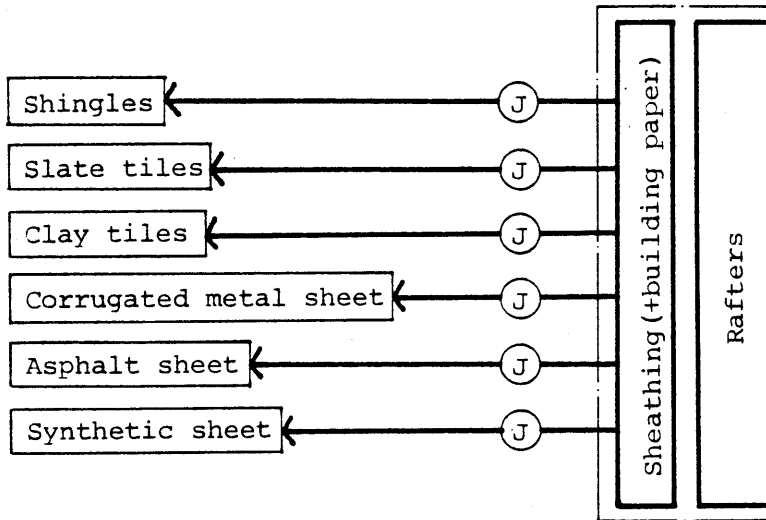 Shingles
J
Slate tiles
J
Clay tiles
J
Corrugated metal sheet
J
Asphalt sheet
J
Synthetic sheet
J
Sheathing(+building paper)
Rafters